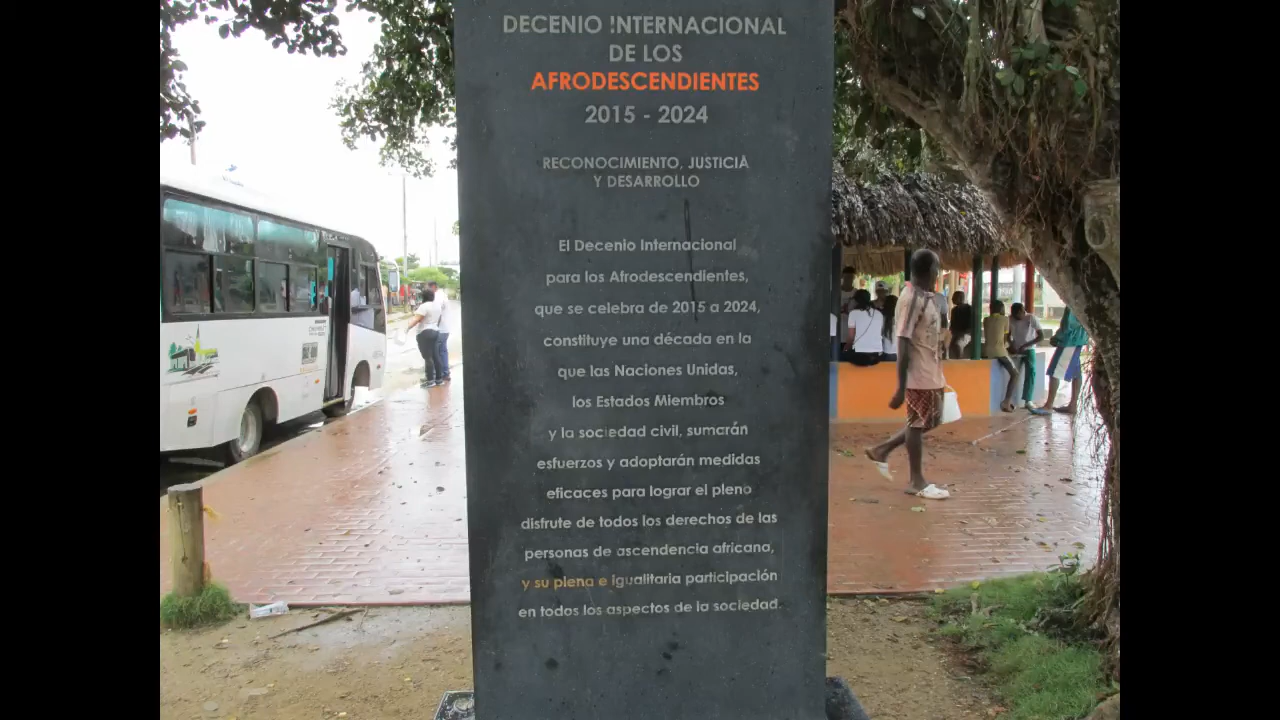 DECENIO INTERNACIONAL
DE LOS
AFRODESCENDIENTES
2015 - 2024
RECONOCIMIENTO, JUSTICIA
Y DESARROLLO
El Decenio Internacional
para los Afrodescendientes,
que se celebra de 2015 a 2024,
constituye una década en la
que las Naciones Unidas,
los Estados Miembros
y la sociedad civil, sumarán
esfuerzos y adoptarán medidas
eficaces para lograr el pleno
disfrute de todos los derechos de las
personas de ascendencia africana,
y su plena e igualitaria participación
en todos los aspectos de la sociedad.